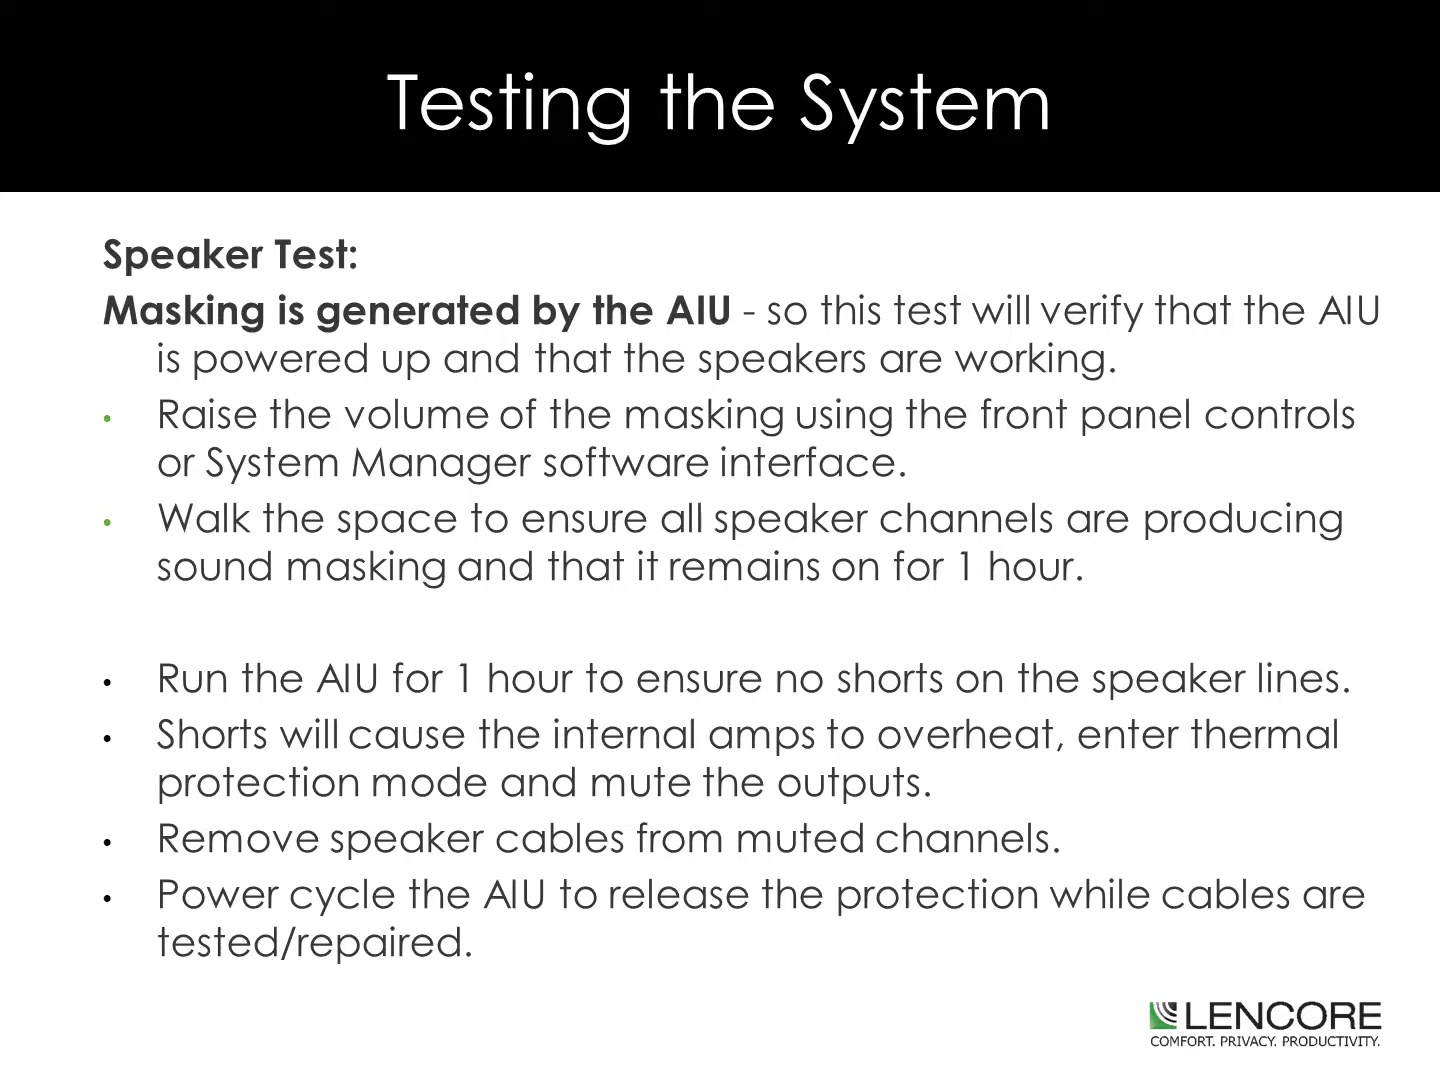 Testing the System
Speaker Test:
Masking is generated by the AIU - so this test will verify that the AIU
is powered up and that the speakers are working.
• Raise the volume of the masking using the front panel controls
or System Manager software interface.
• Walk the space to ensure all speaker channels are producing
sound masking and that it remains on for 1 hour.
• Run the AIU for 1 hour to ensure no shorts on the speaker lines.
• Shorts will cause the internal amps to overheat, enter thermal
protection mode and mute the outputs.
• Remove speaker cables from muted channels.
• Power cycle the AIU to release the protection while cables are
tested/repaired.
LENCORE
COMFORT. PRIVACY. PRODUCTIVITY.